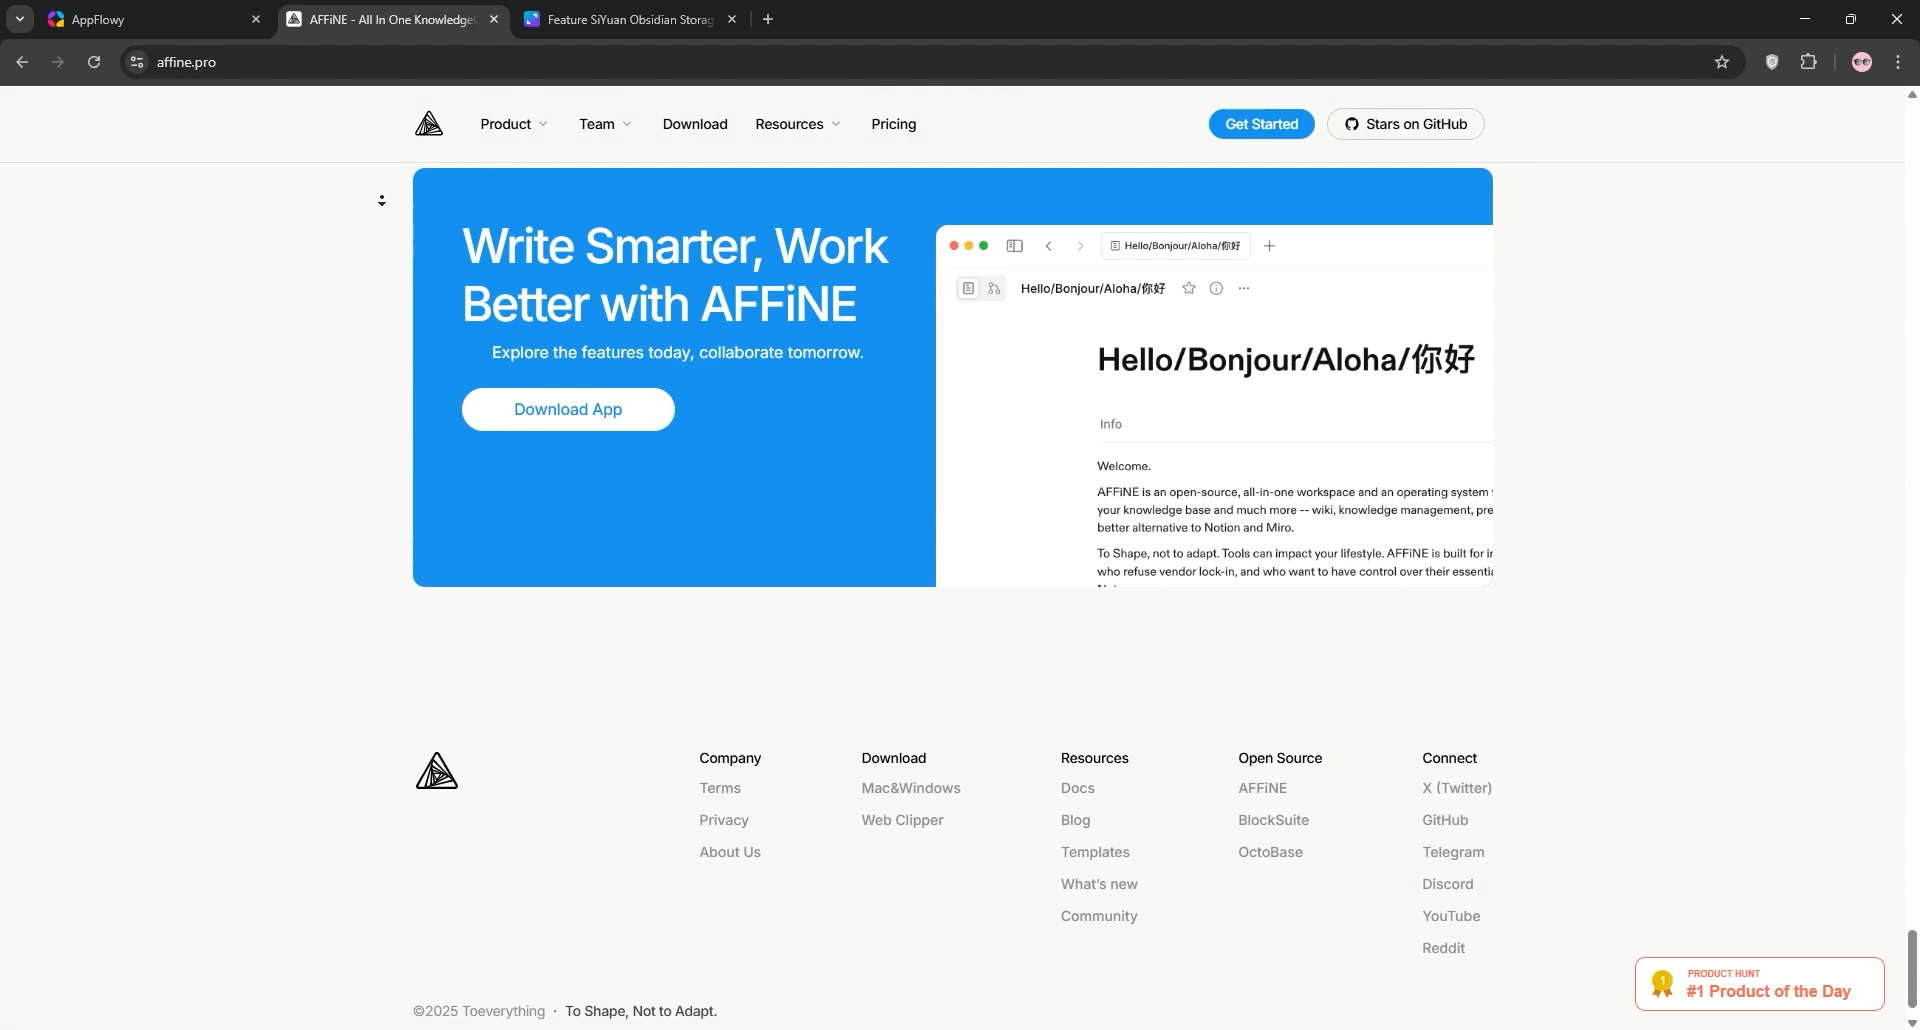 AppFlowy
AFFiNE - All In One Knowledge
Feature SiYuan Obsidian Storag
affine.pro
Product
Team
Download
Resources
Pricing
Get Started
Stars on GitHub
Write Smarter, Work
Better with AFFiNE
Explore the features today, collaborate tomorrow.
Download App
Hello/Bonjour/Aloha/你好
Hello/Bonjour/Aloha/你好
Hello/Bonjour/Aloha/你好
Info
Welcome.
AFFiNE is an open-source, all-in-one workspace and an operating system
your knowledge base and much more -- wiki, knowledge management, pre
better alternative to Notion and Miro.
To Shape, not to adapt. Tools can impact your lifestyle. AFFiNE is built for
who refuse vendor lock-in, and who want to have control over their essenti
Company
Terms
Privacy
About Us
Download
Mac&Windows
Web Clipper
Resources
Docs
Blog
Templates
What's new
Community
Open Source
AFFiNE
BlockSuite
OctoBase
Connect
X (Twitter)
GitHub
Telegram
Discord
YouTube
Reddit
PRODUCT HUNT
#1 Product of the Day
©2025 Toeverything · To Shape, Not to Adapt.